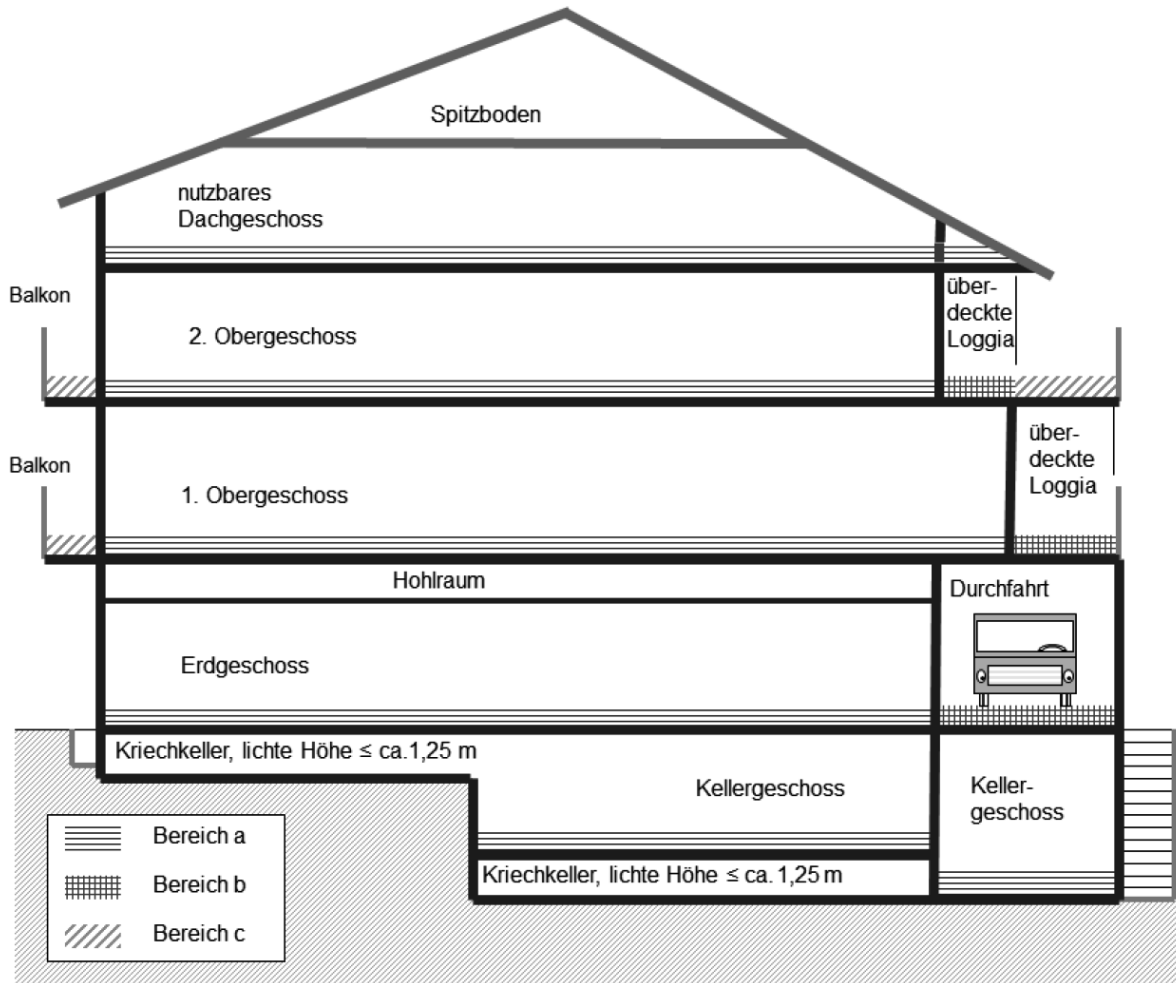 Spitzboden
nutzbares
Dachgeschoss
Balkon
2. Obergeschoss
über-
deckte
Loggia
Balkon
1. Obergeschoss
über-
deckte
Loggia
Hohlraum
Durchfahrt
Erdgeschoss
Kriechkeller, lichte Höhe ≤ ca.1,25 m
Kellergeschoss
Keller-
geschoss
Kriechkeller, lichte Höhe ≤ ca. 1,25 m
Bereich a
Bereich b
Bereich c